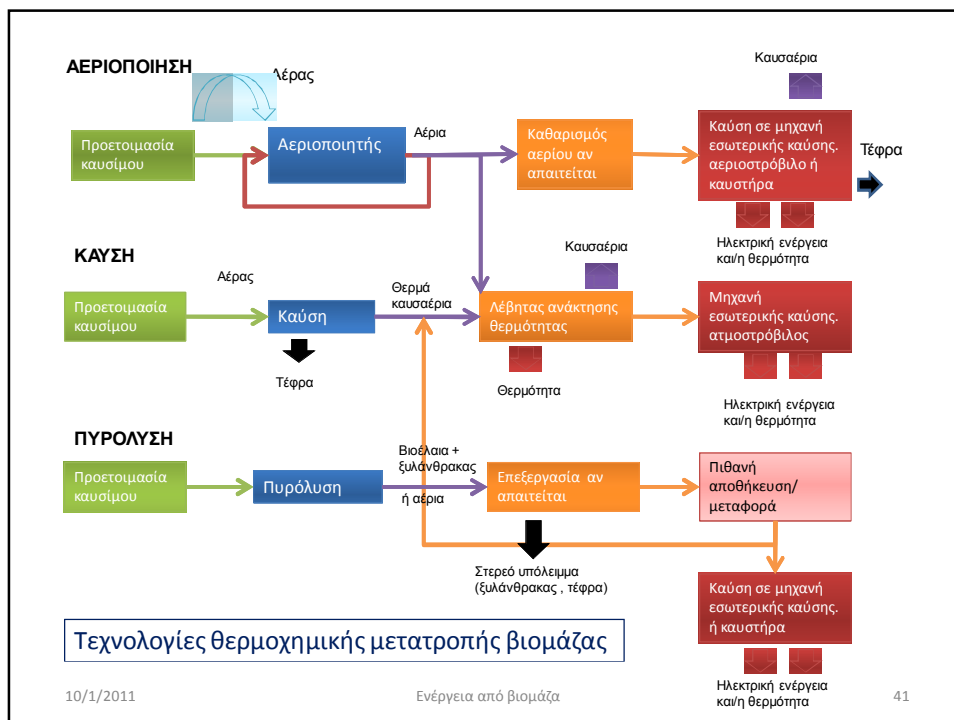 ΑΕΡΙΟΠΟΙΗΣΗ
Αέρας
Καυσαέρια
Προετοιμασία
καυσίμου
Αεριοποιητής
Αέρια
Καθαρισμός
αερίου αν
απαιτείται
Καύση σε μηχανή
εσωτερικής καύσης.
αεριοστρόβιλο ή
καυστήρα
Τέφρα
Ηλεκτρική ενέργεια
και/η θερμότητα
ΚΑΥΣΗ
Αέρας
Προετοιμασία
καυσίμου
Καύση
Θερμά
καυσαέρια
Καυσαέρια
Λέβητας ανάκτησης
θερμότητας
Μηχανή
εσωτερικής καύσης.
ατμοστρόβιλος
Τέφρα
Θερμότητα
Ηλεκτρική ενέργεια
και/η θερμότητα
ΠΥΡΟΛΥΣΗ
Προετοιμασία
καυσίμου
Πυρόλυση
Βιοέλαια +
ξυλάνθρακας
ή αέρια
Επεξεργασία αν
απαιτείται
Πιθανή
αποθήκευση/
μεταφορά
Στερεό υπόλειμμα
(ξυλάνθρακας , τέφρα)
Καύση σε μηχανή
εσωτερικής καύσης.
ή καυστήρα
Ηλεκτρική ενέργεια
και/η θερμότητα
Τεχνολογίες θερμοχημικής μετατροπής βιομάζας
10/1/2011
Ενέργεια από βιομάζα
41